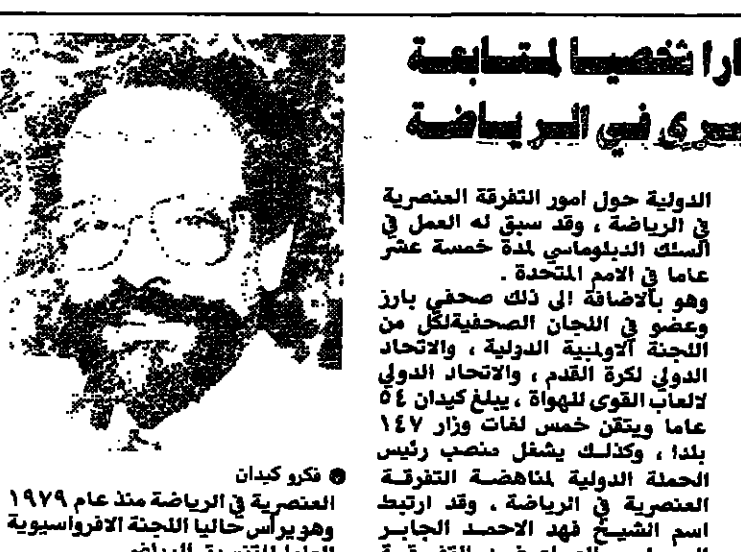 ارا شخصيا لمتابعة
صرى في الرياضة
الدولية حول امور التفرقة العنصرية
في الرياضة ، وقد سبق له العمل في
السلك الدبلوماسي لمدة خمسة عشر
عاما في الامم المتحدة .
وهو بالاضافة الى ذلك صحفي بارز
وعضو في اللجان الصحفيةلكل من
اللجنة الاولمبية الدولية ، والاتحاد
الدولي لكرة القدم ، والاتحاد الدولي
لالعاب القوى للهواة ، يبلغ كيدان ٥٤
عاما ويتقن خمس لغات وزار ١٤٧
بلدا ، وكذلك يشغل منصب رئيس
الحملة الدولية لمناهضة التفرقة
العنصرية في الرياضة ، وقد ارتبط
اسم الشيخ فهد الاحمد الجابر
فكرو كيدان
العنصرية في الرياضة منذ عام ١٩٧٩
وهو يرأس حاليا اللجنة الافرواسيوية